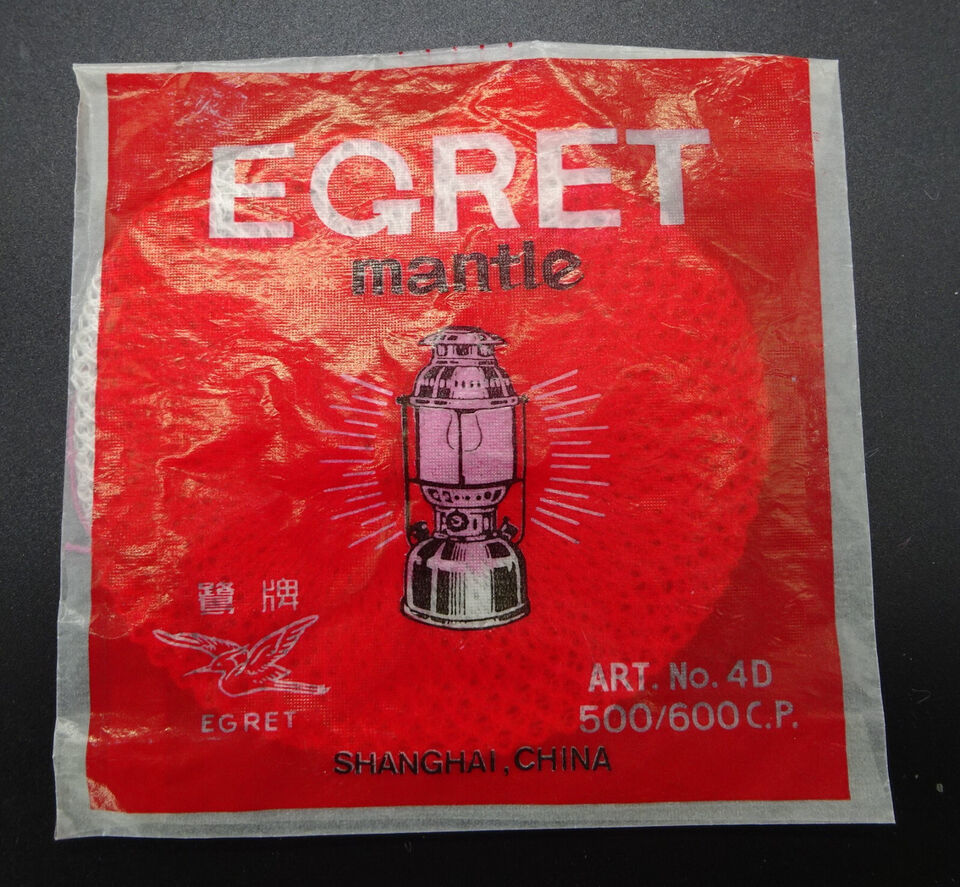 EGRET
mantle
鷺牌
EGRET
ART. No. 4D
500/600 C.P.
SHANGHAI, CHINA